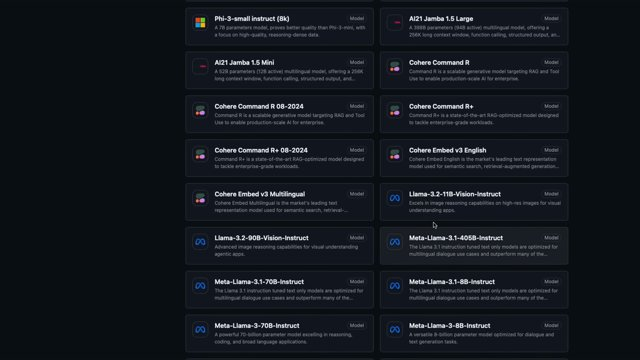 Phi-3-small instruct (8k)
Model
A 7B parameters model, proves better quality than Phi-3-mini, with
a focus on high-quality, reasoning-dense data.
AI21 Jamba 1.5 Large
Model
A 398B parameters (94B active) multilingual model, offering a
256K long context window, function calling, structured output, an...
AI21 Jamba 1.5 Mini
Model
A 52B parameters (12B active) multilingual model, offering a 256K
long context window, function calling, structured output, and...
Cohere Command R
Model
Command R is a scalable generative model targeting RAG and Tool
Use to enable production-scale AI for enterprise.
Cohere Command R 08-2024
Model
Command R is a scalable generative model targeting RAG and Tool
Use to enable production-scale AI for enterprise.
Cohere Command R+
Model
Command R+ is a state-of-the-art RAG-optimized model designed
to tackle enterprise-grade workloads.
Cohere Command R+ 08-2024
Model
Command R+ is a state-of-the-art RAG-optimized model designed
to tackle enterprise-grade workloads.
Cohere Embed v3 English
Model
Cohere Embed English is the market's leading text representation
model used for semantic search, retrieval-augmented generation...
Cohere Embed v3 Multilingual
Model
Cohere Embed Multilingual is the market's leading text
representation model used for semantic search, retrieval-...
Llama-3.2-11B-Vision-Instruct
Model
Excels in image reasoning capabilities on high-res images for visual
understanding apps.
Llama-3.2-90B-Vision-Instruct
Model
Advanced image reasoning capabilities for visual understanding
agentic apps.
Meta-Llama-3.1-405B-Instruct
Model
The Llama 3.1 instruction tuned text only models are optimized for
multilingual dialogue use cases and outperform many of the...
Meta-Llama-3.1-70B-Instruct
Model
The Llama 3.1 instruction tuned text only models are optimized for
multilingual dialogue use cases and outperform many of the...
Meta-Llama-3.1-8B-Instruct
Model
The Llama 3.1 instruction tuned text only models are optimized for
multilingual dialogue use cases and outperform many of the...
Meta-Llama-3-70B-Instruct
Model
A powerful 70-billion parameter model excelling in reasoning,
coding, and broad language applications.
Meta-Llama-3-8B-Instruct
Model
A versatile 8-billion parameter model optimized for dialogue and
text generation tasks.